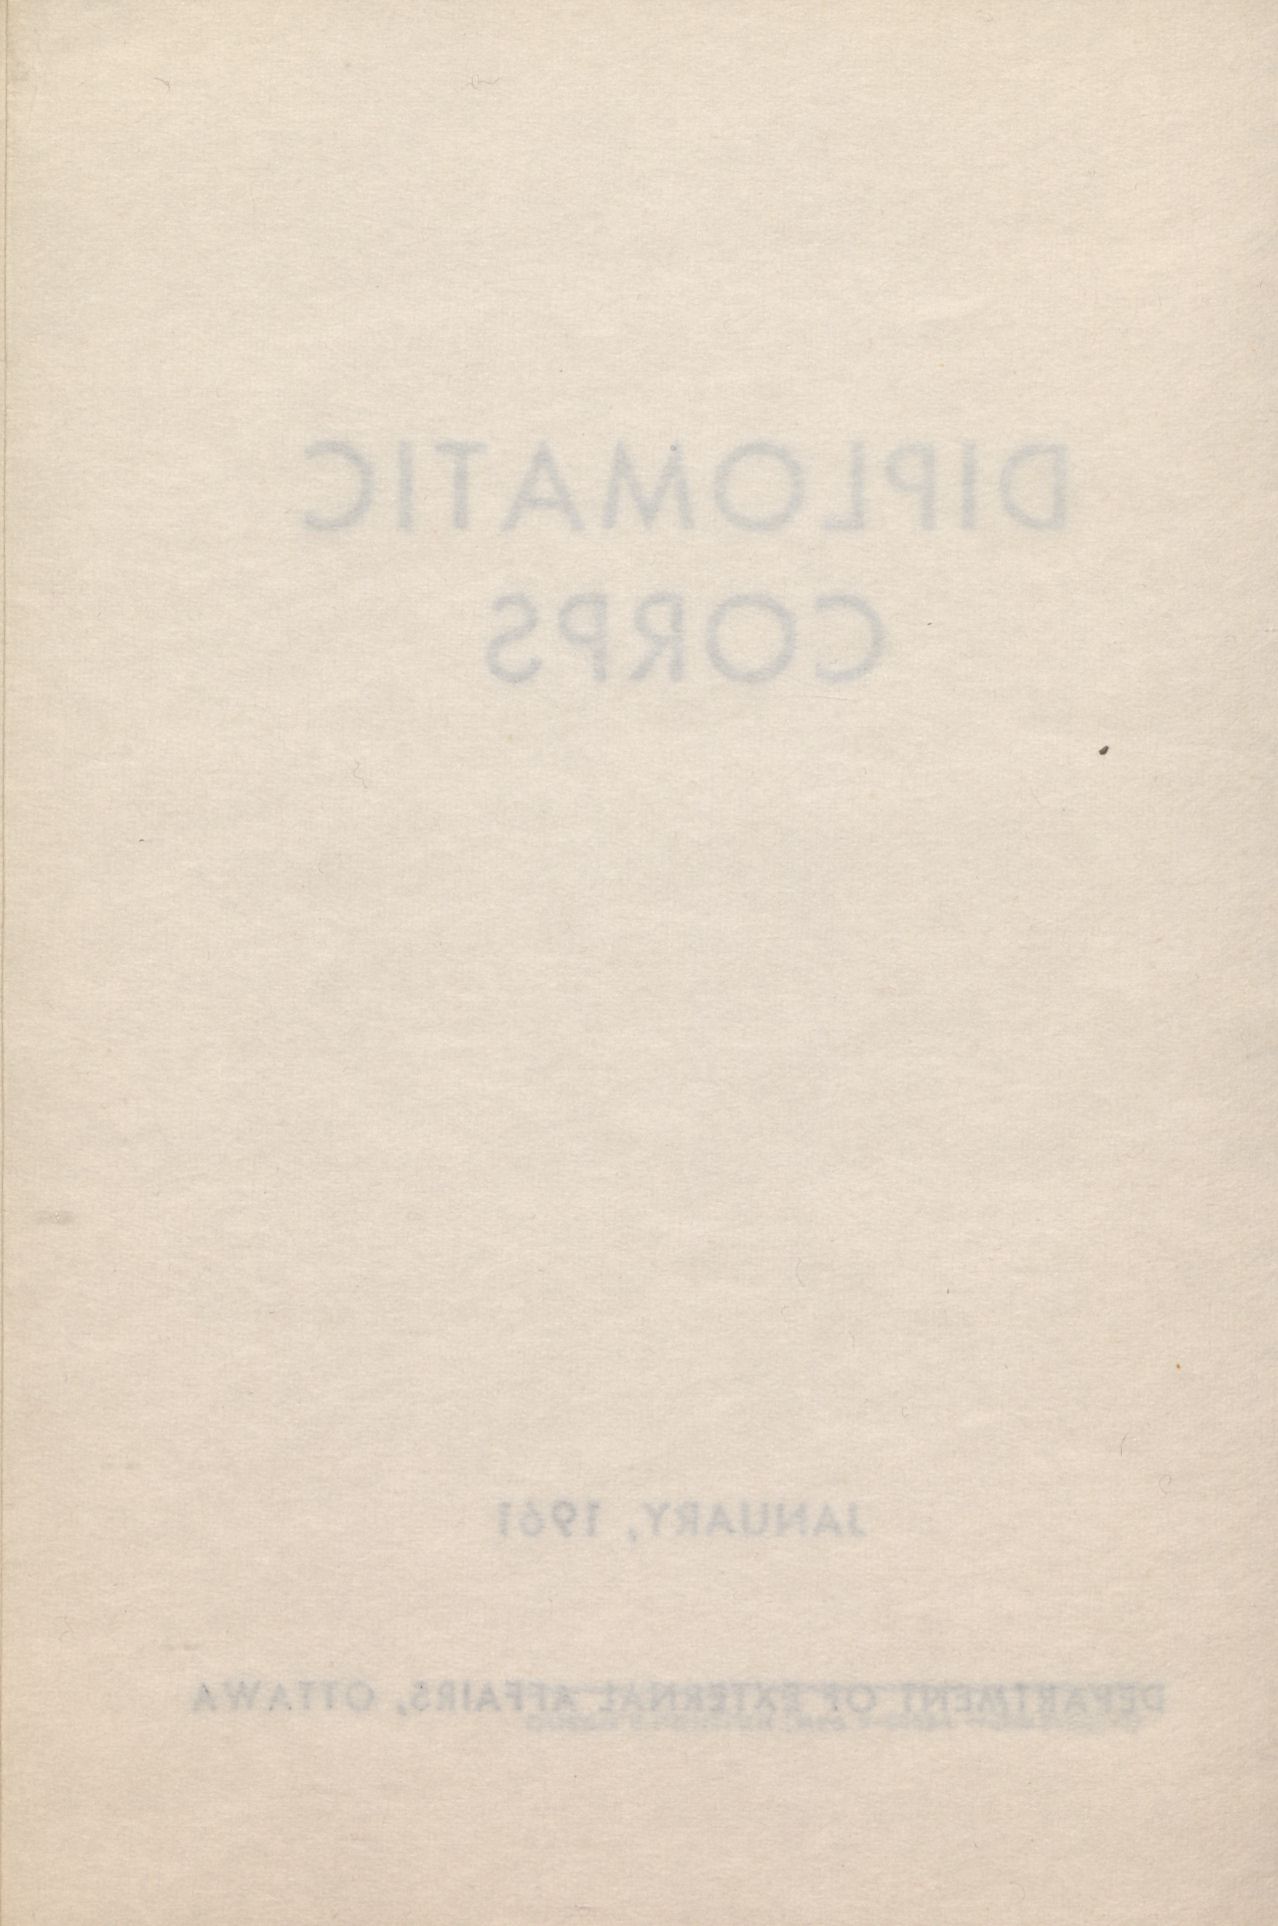 DIPLOMATIC
CORPS
JANUARY, 1961
DEPARTMENT OF EXTERNAL AFFAIRS, OTTAWA